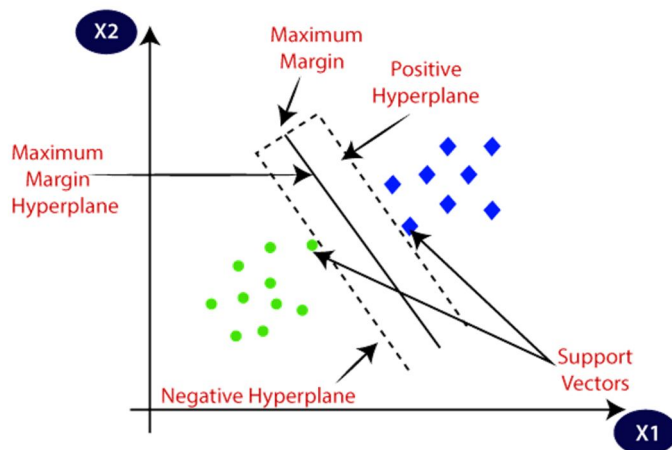 X2
Maximum
Margin
Positive
Hyperplane
Maximum
Margin
Hyperplane
Support
Vectors
Negative Hyperplane
X1